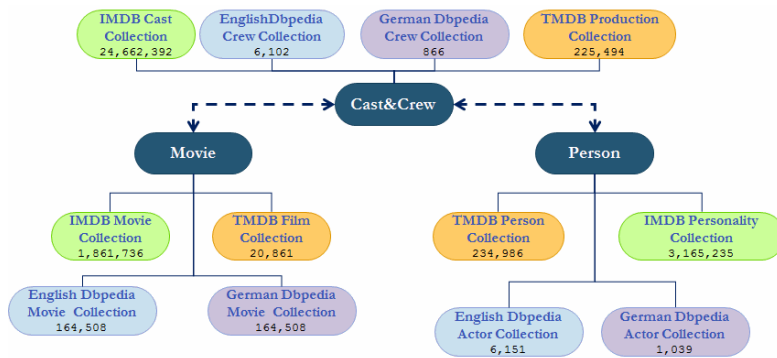 IMDB Cast
Collection
24,662,392
EnglishDbpedia
Crew Collection
6,102
German Dbpedia
Crew Collection
866
TMDB Production
Collection
225,494
Cast&Crew
Movie
Person
IMDB Movie
Collection
1,861,736
TMDB Film
Collection
20,861
TMDB Person
Collection
234,986
IMDB Personality
Collection
3,165,235
English Dbpedia
Movie Collection
164,508
German Dbpedia
Movie Collection
164,508
English Dbpedia
Actor Collection
6,151
German Dbpedia
Actor Collection
1,039